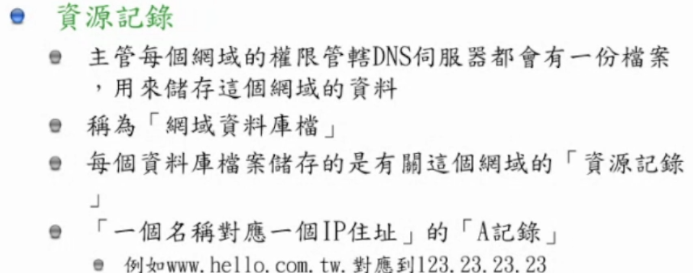 資源記錄
主管每個網域的權限管轄DNS伺服器都會有一份檔案
，用來儲存這個網域的資料
稱為「網域資料庫檔」
每個資料庫檔案儲存的是有關這個網域的「資源記錄
」
「一個名稱對應一個IP住址」的「A記錄」
例如www.hello.com.tw.對應到123.23.23.23